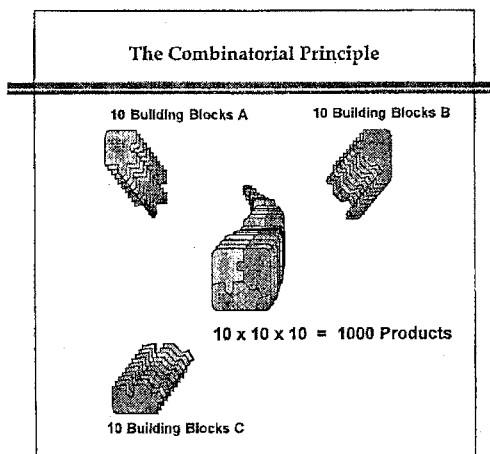 The Combinatorial Principle
10 Building Blocks A
10 Building Blocks B
10 x 10 x 10 = 1000 Products
10 Building Blocks C